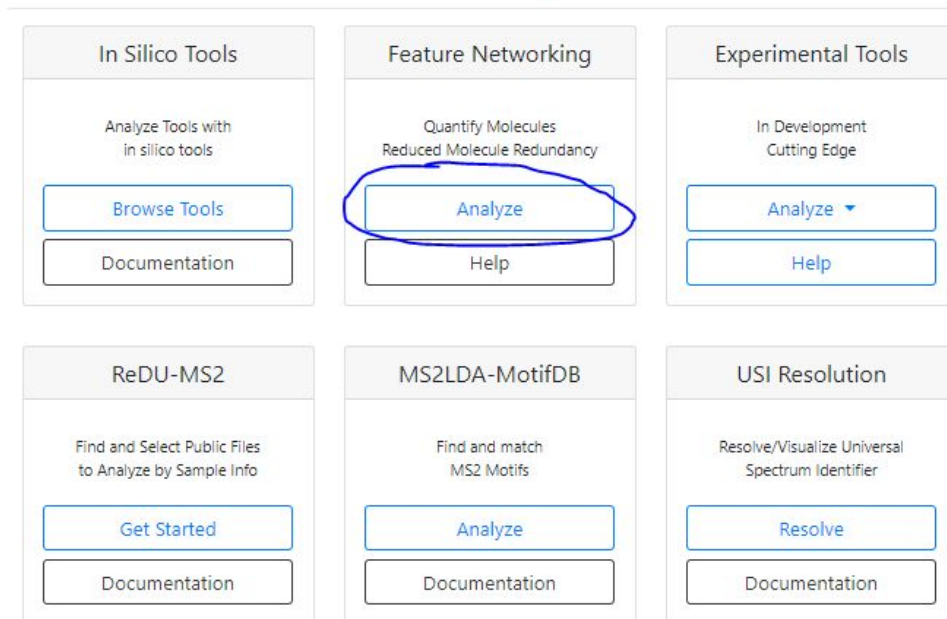 In Silico Tools
Analyze Tools with
in silico tools
Browse Tools
Documentation
Feature Networking
Quantify Molecules
Reduced Molecule Redundancy
Analyze
Help
Experimental Tools
In Development
Cutting Edge
Analyze
Help
ReDU-MS2
Find and Select Public Files
to Analyze by Sample Info
Get Started
Documentation
MS2LDA-MotifDB
Find and match
MS2 Motifs
Analyze
Documentation
USI Resolution
Resolve/Visualize Universal
Spectrum Identifier
Resolve
Documentation